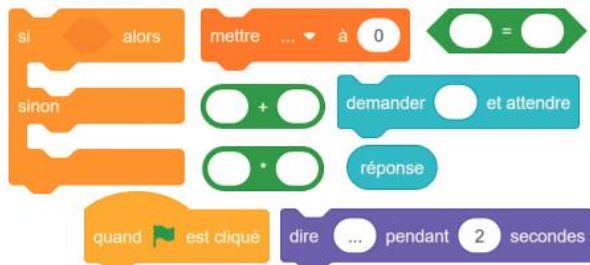 si alors
mettre ... à 0
=
sinon
+
demander et attendre
*
réponse
quand est cliqué
dire ... pendant 2 secondes